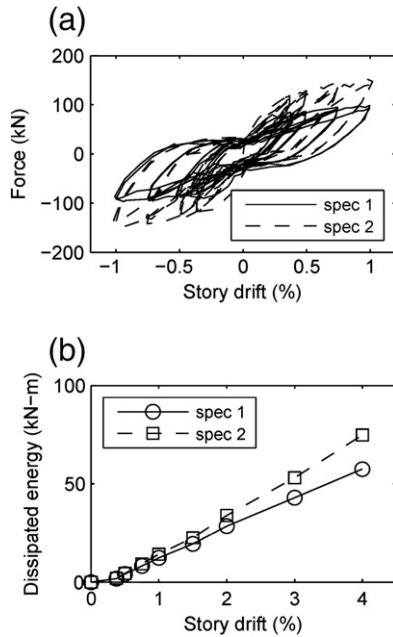 (a)
200
100
0
−100
−200
Force (kN)
spec 1
spec 2
−1 −0.5 0 0.5 1
Story drift (%)
(b)
100
50
0
Dissipated energy (kN−m)
spec 1
spec 2
0 1 2 3 4
Story drift (%)